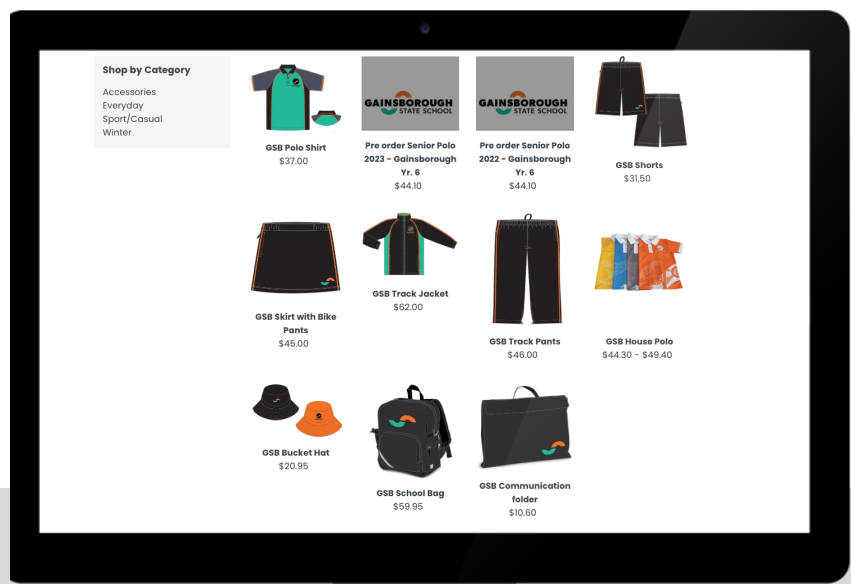 Shop by Category
Accessories
Everyday
Sport/Casual
Winter
GSB Polo Shirt
$37.00
GAINSBOROUGH
STATE SCHOOL
Pre order Senior Polo
2023 - Gainsborough
Yr. 6
$44.10
GAINSBOROUGH
STATE SCHOOL
Pre order Senior Polo
2022 - Gainsborough
Yr. 6
$44.10
GSB Shorts
$31.50
GSB Skirt with Bike
Pants
$45.00
GSB Track Jacket
$62.00
GSB Track Pants
$46.00
GSB House Polo
$44.30 - $49.40
GSB Bucket Hat
$20.95
GSB School Bag
$59.95
GSB Communication
folder
$10.60